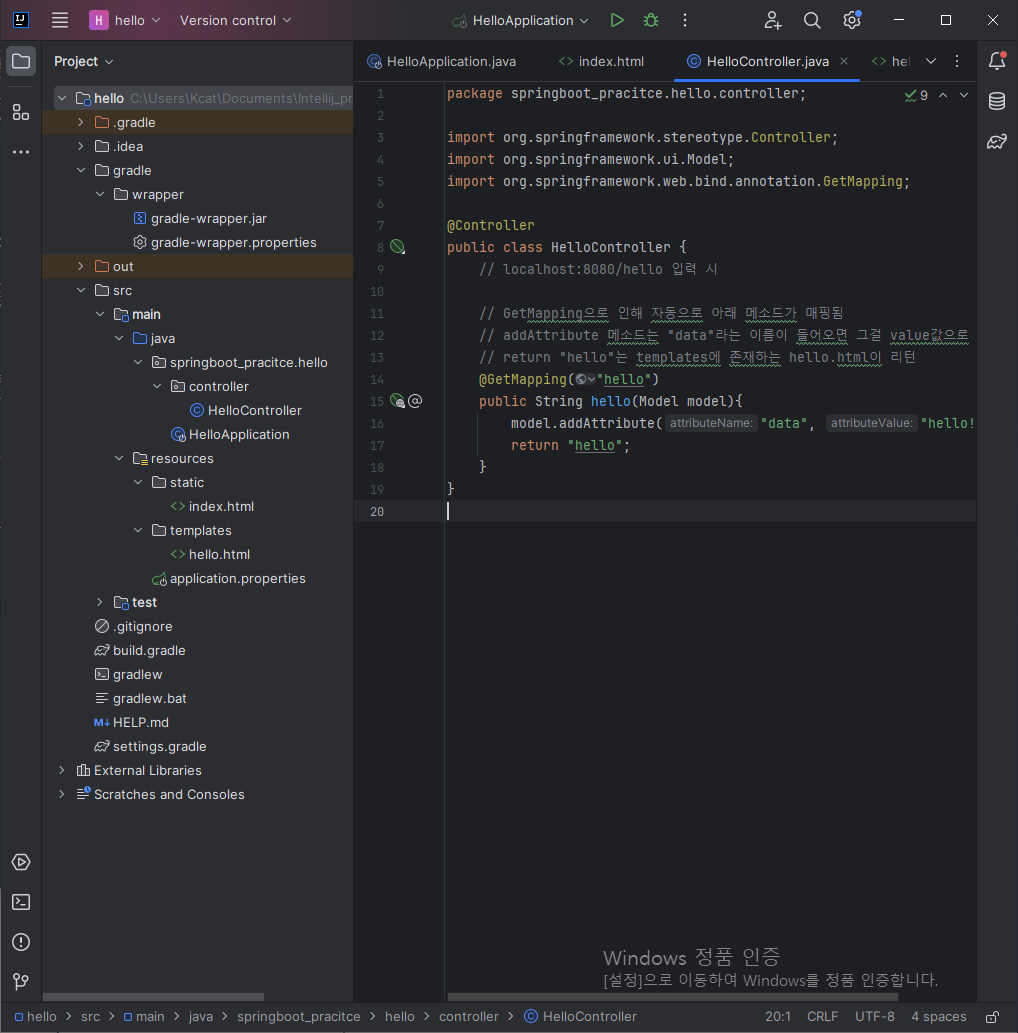 H hello Version control HelloApplication
Project
HelloApplication.java index.html HelloController.java he
hello C:\Users\Kcat\Documents\Intellij_pr
.gradle
.idea
gradle
wrapper
gradle-wrapper.jar
gradle-wrapper.properties
out
src
main
java
springboot_pracitce.hello
controller
HelloController
HelloApplication
resources
static
index.html
templates
hello.html
application.properties
test
.gitignore
build.gradle
gradlew
gradlew.bat
M↓ HELP.md
settings.gradle
External Libraries
Scratches and Consoles
1 package springboot_pracitce.hello.controller;
9
2
3 import org.springframework.stereotype.Controller;
4 import org.springframework.ui.Model;
5 import org.springframework.web.bind.annotation.GetMapping;
6
7 @Controller
8 public class HelloController {
9 // localhost:8080/hello 입력 시
10
11 // GetMapping으로 인해 자동으로 아래 메소드가 매핑됨
12 // addAttribute 메소드는 "data"라는 이름이 들어오면 그걸 value값으로
13 // return "hello"는 templates에 존재하는 hello.html이 리턴
14 @GetMapping("hello")
15 public String hello(Model model){
16 model.addAttribute( attributeName: "data", attributeValue: "hello!
17 return "hello";
18 }
19 }
20
Windows 정품 인증
[설정]으로 이동하여 Windows를 정품 인증합니다.
hello > src > main > java > springboot_pracitce > hello > controller > HelloController 20:1 CRLF UTF-8 4 spaces